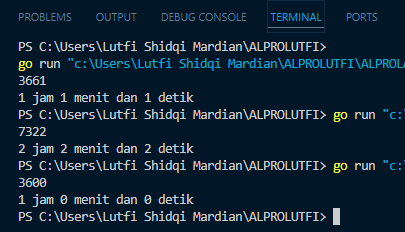 PROBLEMS OUTPUT DEBUG CONSOLE TERMINAL PORTS
PS C:\Users\Lutfi Shidqi Mardian\ALPROLUTFI>
go run "c:\Users\Lutfi Shidqi Mardian\ALPROLUTFI\ALPROL
3661
1 jam 1 menit dan 1 detik
PS C:\Users\Lutfi Shidqi Mardian\ALPROLUTFI> go run "c:
7322
2 jam 2 menit dan 2 detik
PS C:\Users\Lutfi Shidqi Mardian\ALPROLUTFI> go run "c:
3600
1 jam 0 menit dan 0 detik
PS C:\Users\Lutfi Shidqi Mardian\ALPROLUTFI>